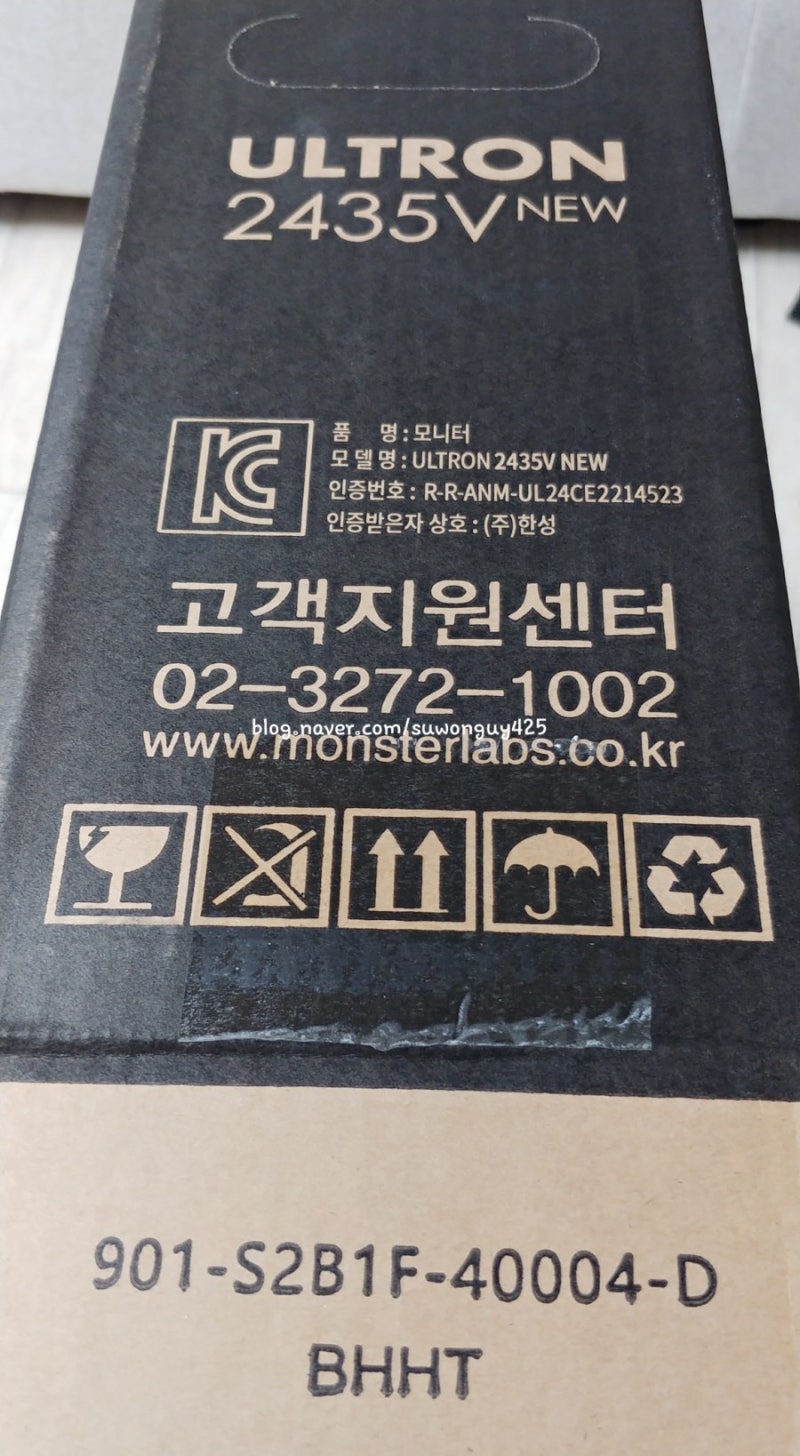 ULTRON
2435V NEW
KC
품 명 : 모니터
모 델 명 : ULTRON 2435V NEW
인증번호 : R-R-ANM-UL24CE2214523
인증받은자 상호 : (주)한성
고객지원센터
02-3272-1002
blog.naver.com/suwonguy425
www.monsterlabs.co.kr
901-S2B1F-40004-D
BHHT